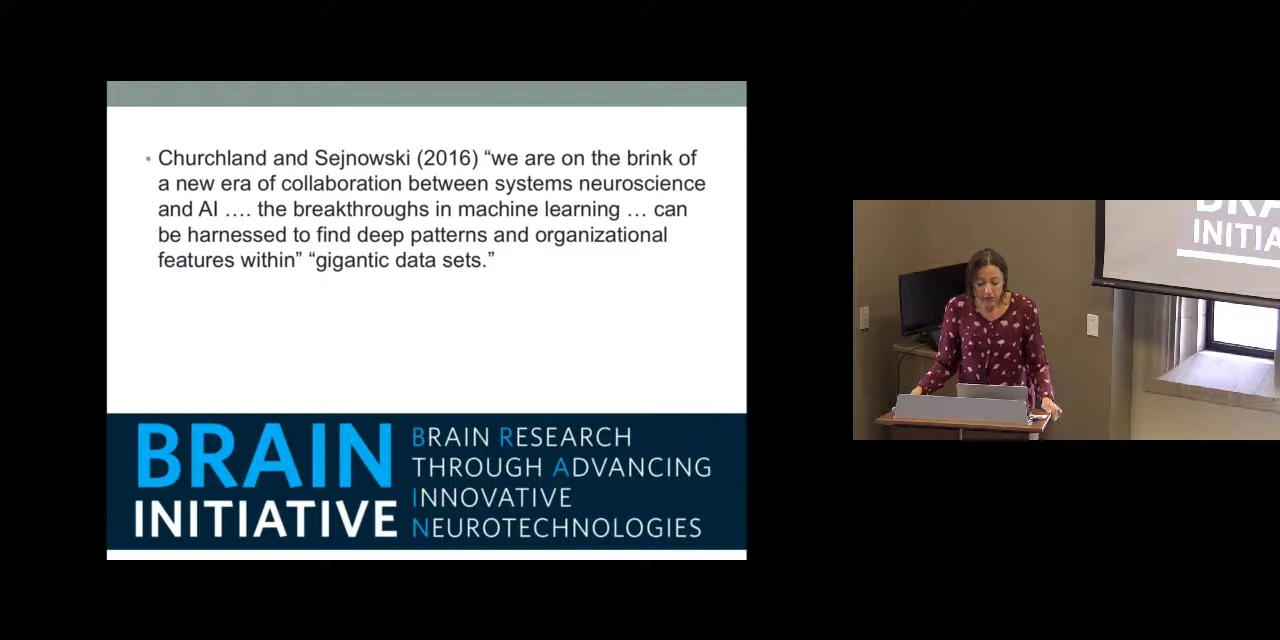 • Churchland and Sejnowski (2016) “we are on the brink of
a new era of collaboration between systems neuroscience
and AI …. the breakthroughs in machine learning … can
be harnessed to find deep patterns and organizational
features within” “gigantic data sets.”
BRAIN
INITIATIVE
BRAIN RESEARCH
THROUGH ADVANCING
INNOVATIVE
NEUROTECHNOLOGIES
BRA
INITIA